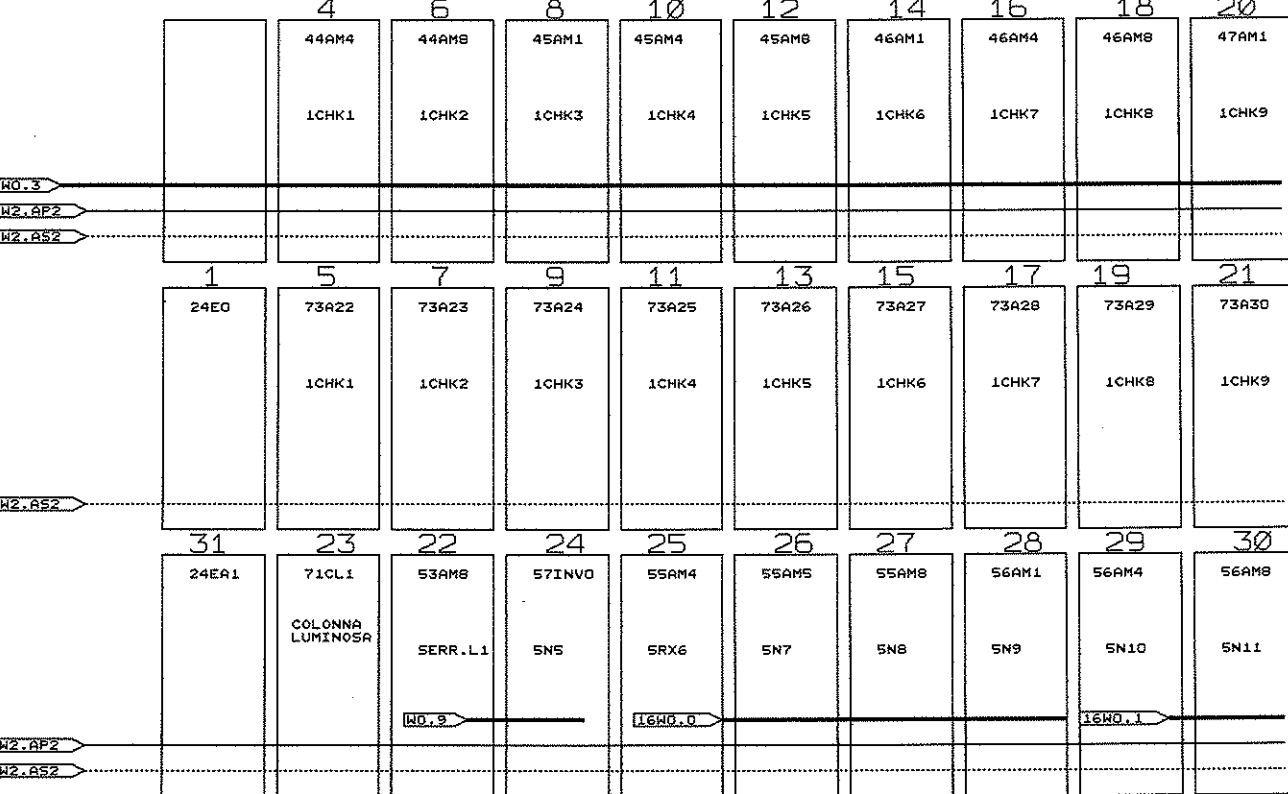 4 6 8 10 12 14 16 18 20
44AM4 44AM8 45AM1 45AM4 45AM8 46AM1 46AM4 46AM8 47AM1
1CHK1 1CHK2 1CHK3 1CHK4 1CHK5 1CHK6 1CHK7 1CHK8 1CHK9
W0.3
W2.AP2
W2.AS2
1 5 7 9 11 13 15 17 19 21
24E0 73A22 73A23 73A24 73A25 73A26 73A27 73A28 73A29 73A30
1CHK1 1CHK2 1CHK3 1CHK4 1CHK5 1CHK6 1CHK7 1CHK8 1CHK9
W2.AS2
31 23 22 24 25 26 27 28 29 30
24EA1 71CL1 53AM8 57INV0 55AM4 55AM5 55AM8 56AM1 56AM4 56AM8
COLONNA
LUMINOSA
SERR.L1 5N5 5RX6 5N7 5N8 5N9 5N10 5N11
W0.9 16W0.0 16W0.1
W2.AP2
W2.AS2